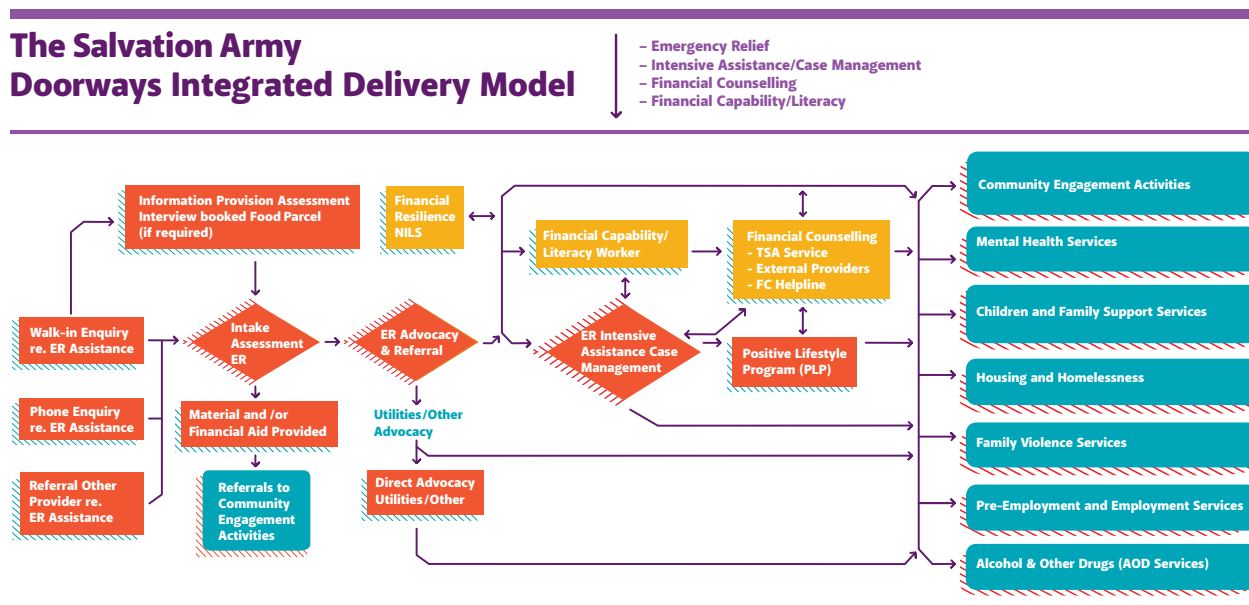 The Salvation Army
Doorways Integrated Delivery Model
– Emergency Relief
– Intensive Assistance/Case Management
– Financial Counselling
– Financial Capability/Literacy
Information Provision Assessment
Interview booked Food Parcel
(if required)
Financial
Resilience
NILS
Financial Capability/
Literacy Worker
Financial Counselling
- TSA Service
- External Providers
- FC Helpline
Walk-in Enquiry
re. ER Assistance
Intake
Assessment
ER
ER Advocacy
& Referral
ER Intensive
Assistance Case
Management
Positive Lifestyle
Program (PLP)
Phone Enquiry
re. ER Assistance
Material and /or
Financial Aid Provided
Utilities/Other
Advocacy
Referral Other
Provider re.
ER Assistance
Referrals to
Community
Engagement
Activities
Direct Advocacy
Utilities/Other
Community Engagement Activities
Mental Health Services
Children and Family Support Services
Housing and Homelessness
Family Violence Services
Pre-Employment and Employment Services
Alcohol & Other Drugs (AOD Services)